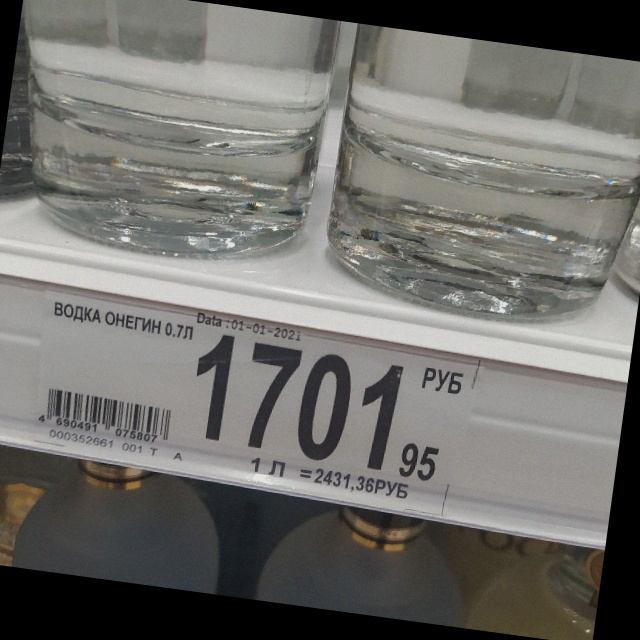 ВОДКА ОНЕГИН 0.7Л
Data :01-01-2021
1701 95 РУБ
4 690491 075807
000352661 001 Т А
1 Л =2431,36РУБ